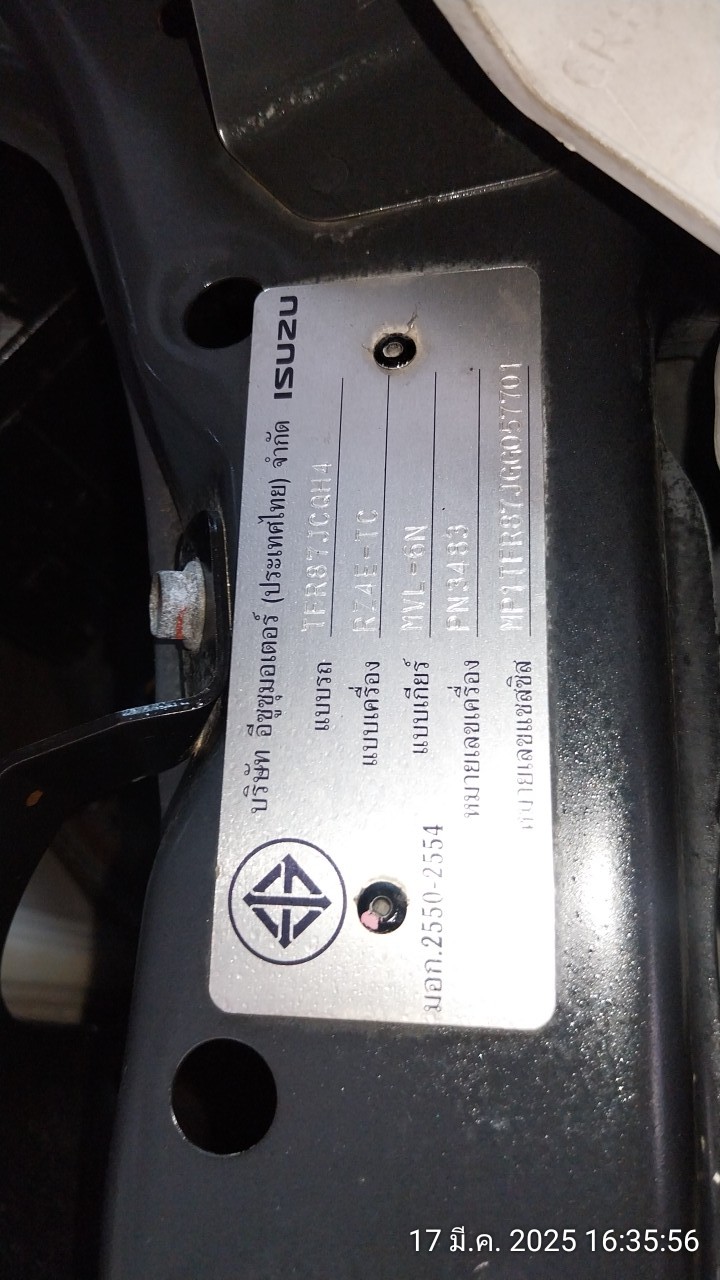 บริษัท อีซูซุมอเตอร์ (ประเทศไทย) จำกัด ISUZU
แบบรถ TFR87JCQH4
แบบเครื่อง RZ4E-TC
แบบเกียร์ MVL-6N
หมายเลขเครื่อง PN3483
หมายเลขแชสซิส MP1TFR87JGG057701
มอก.2550-2554
17 มี.ค. 2025 16:35:56